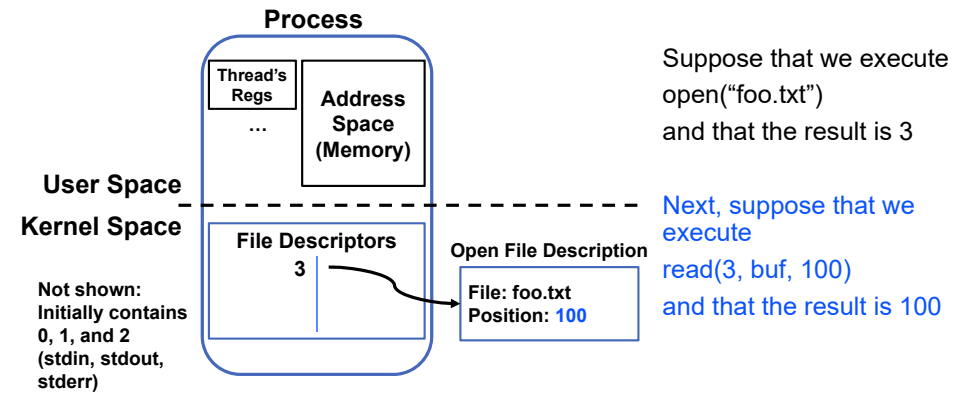 Process
Thread's
Regs
...
Address
Space
(Memory)
User Space
Kernel Space
File Descriptors
3
Not shown:
Initially contains
0, 1, and 2
(stdin, stdout,
stderr)
Open File Description
File: foo.txt
Position: 100
Suppose that we execute
open(“foo.txt”)
and that the result is 3
Next, suppose that we
execute
read(3, buf, 100)
and that the result is 100